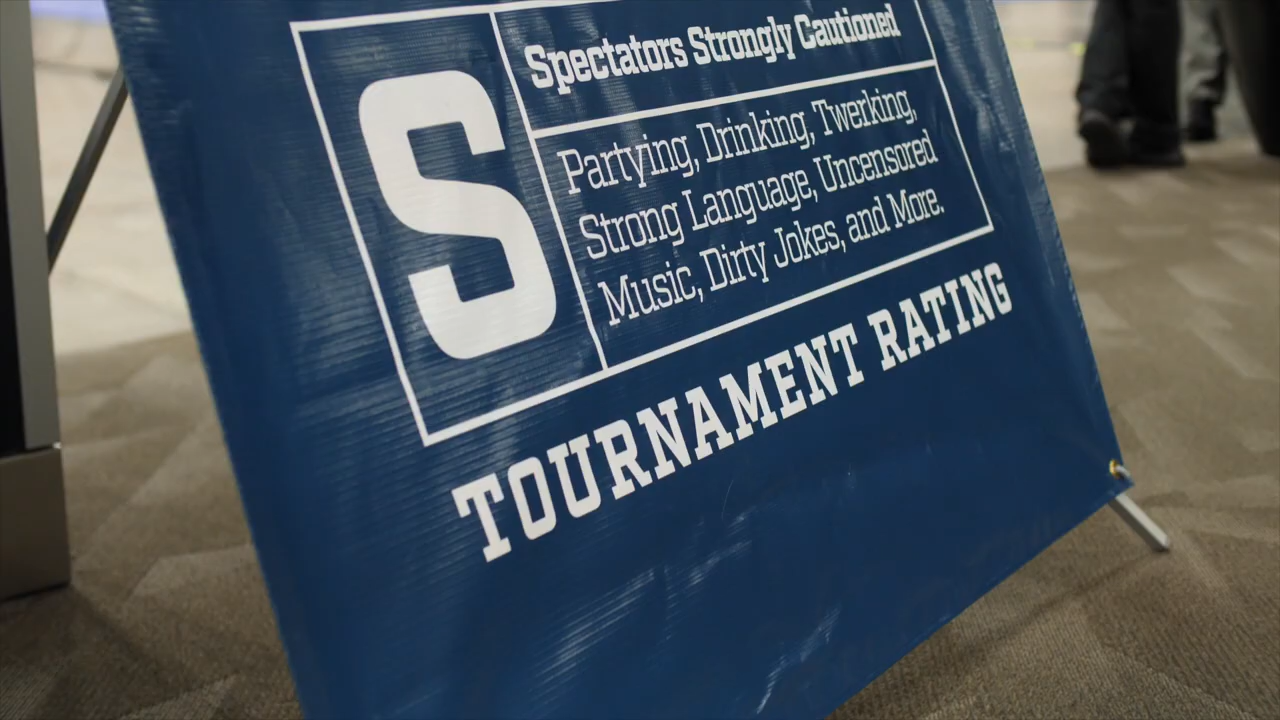 S
Spectators Strongly Cautioned
Partying, Drinking, Twerking,
Strong Language, Uncensored
Music, Dirty Jokes, and More.
TOURNAMENT RATING